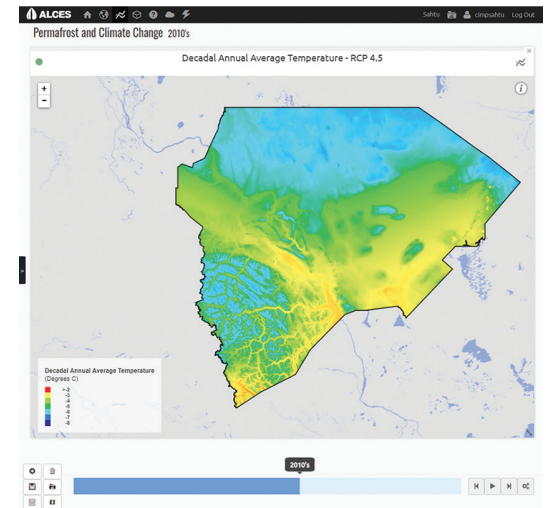 ALCES
Sahtu
clmpsahtu
Log Out
Permafrost and Climate Change 2010's
Decadal Annual Average Temperature - RCP 4.5
+
-
i
Decadal Annual Average Temperature
(Degrees C)
>-2
-3
-4
-5
-6
-7
-8
2010's